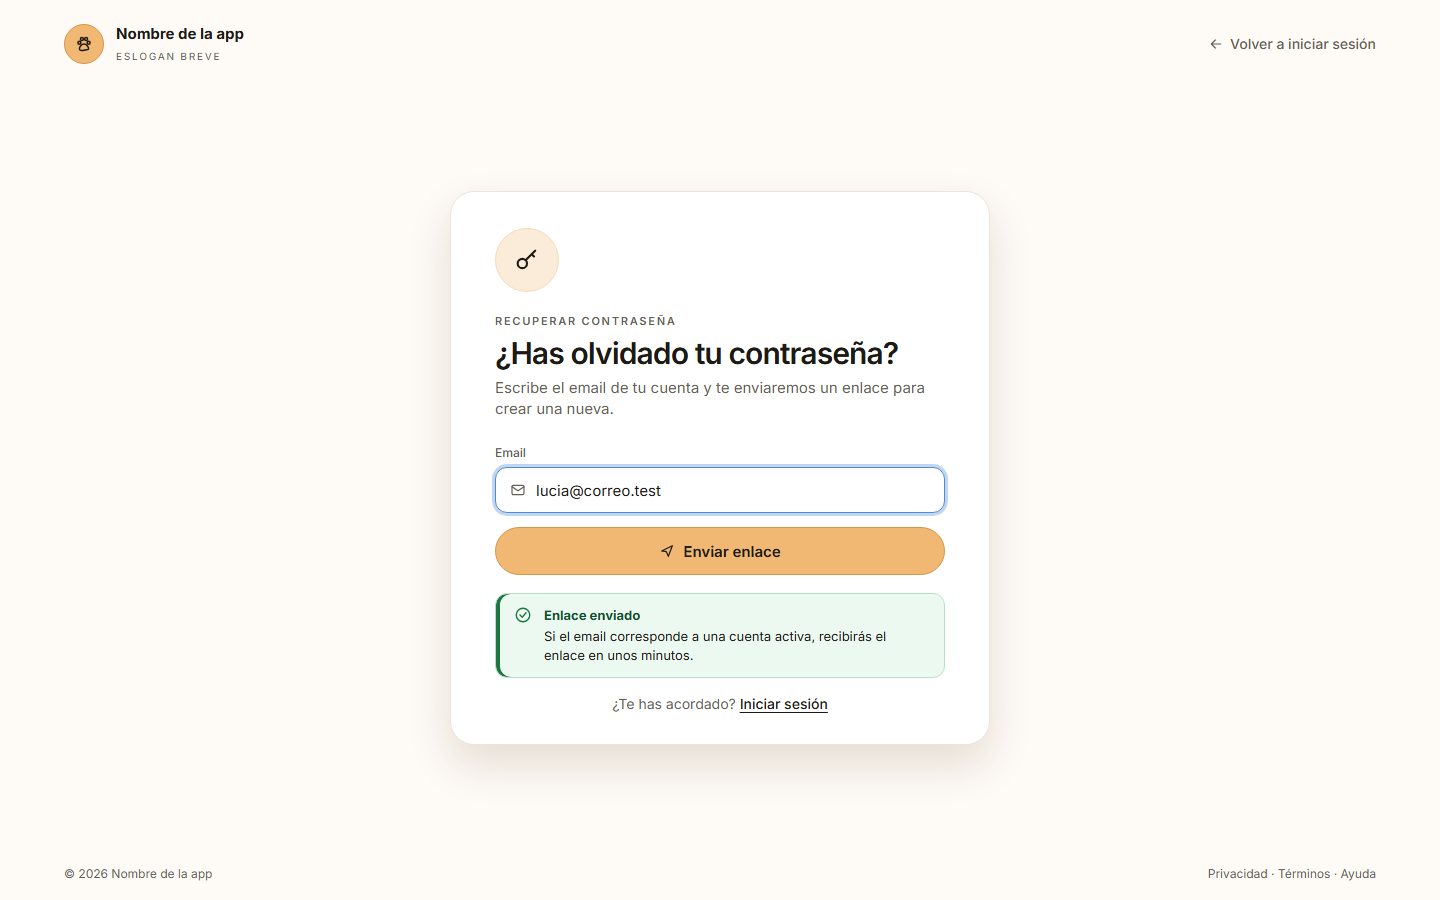 Nombre de la app
ESLOGAN BREVE
Volver a iniciar sesión
RECUPERAR CONTRASEÑA
¿Has olvidado tu contraseña?
Escribe el email de tu cuenta y te enviaremos un enlace para
crear una nueva.
Email
lucia@correo.test
Enviar enlace
Enlace enviado
Si el email corresponde a una cuenta activa, recibirás el
enlace en unos minutos.
¿Te has acordado? Iniciar sesión
© 2026 Nombre de la app
Privacidad · Términos · Ayuda